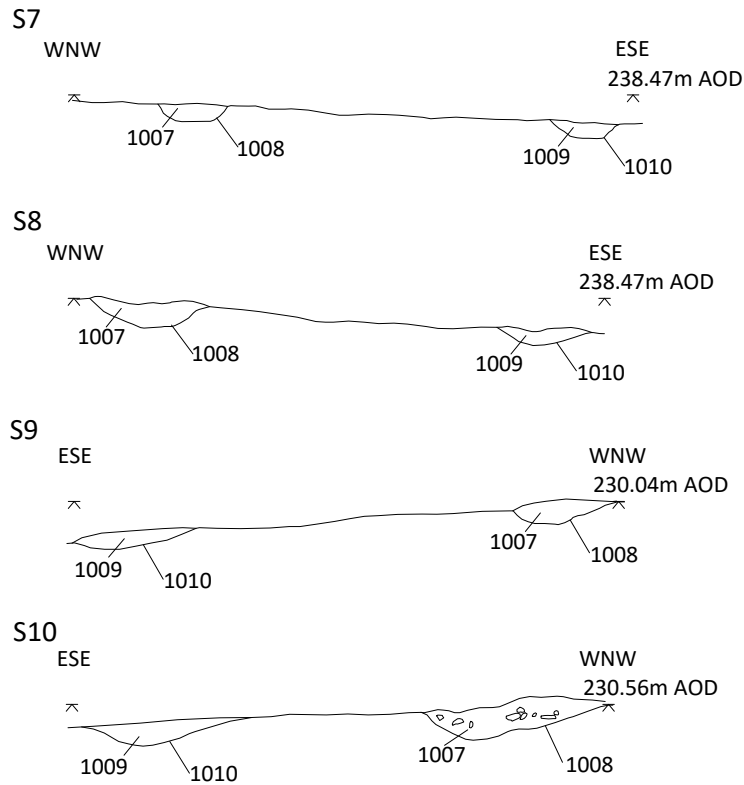 S7
WNW ESE
238.47m AOD
1007 1008 1009 1010
S8
WNW ESE
238.47m AOD
1007 1008 1009 1010
S9
ESE WNW
230.04m AOD
1009 1010 1007 1008
S10
ESE WNW
230.56m AOD
1009 1010 1007 1008